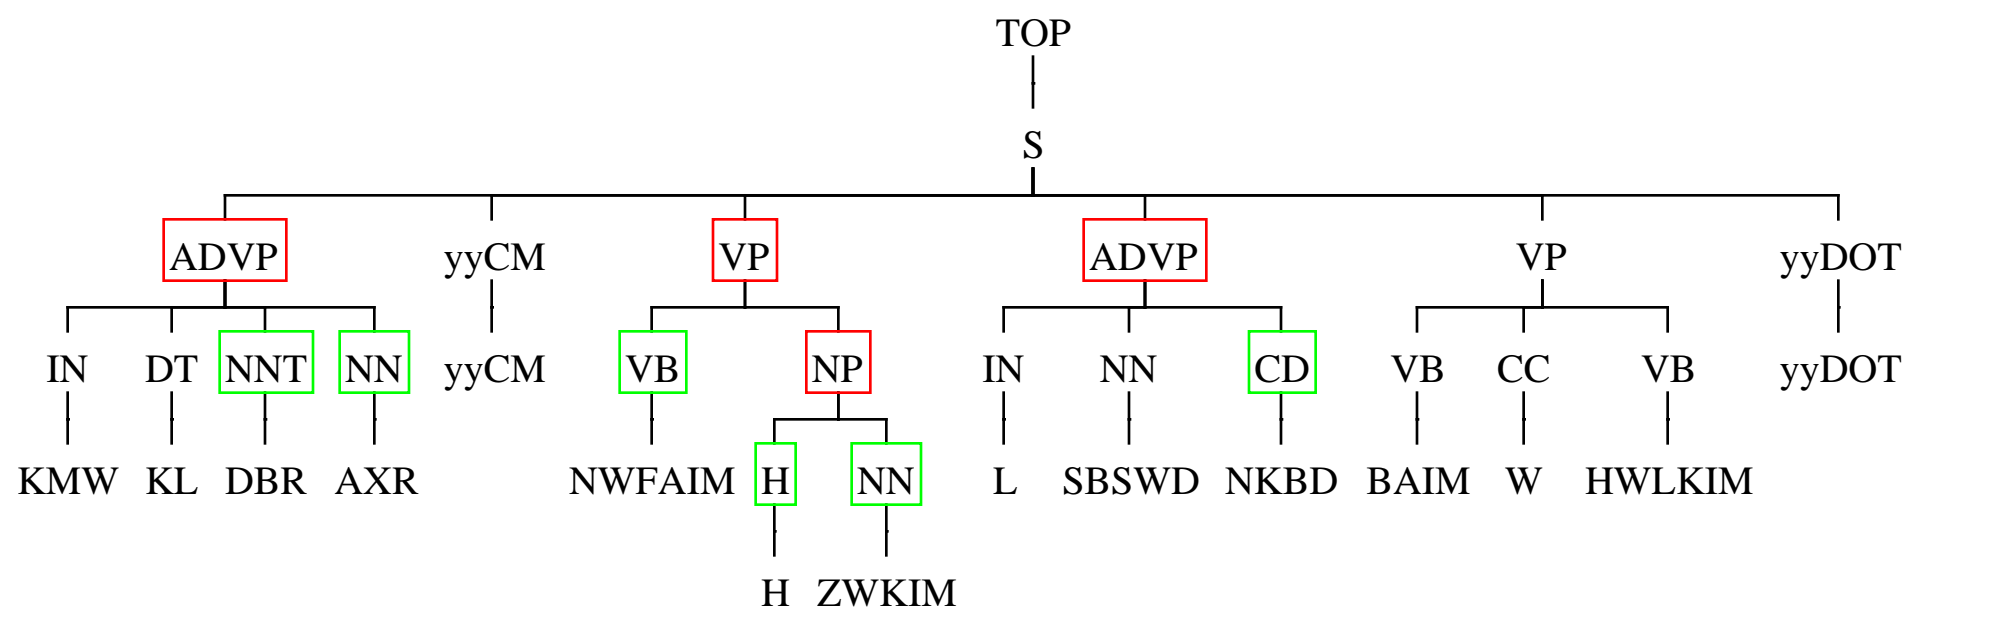 TOP
S
ADVP yyCM VP ADVP VP yyDOT
IN DT NNT NN yyCM VB NP IN NN CD VB CC VB yyDOT
KMW KL DBR AXR NWFAIM H NN L SBSWD NKBD BAIM W HWLKIM
H ZWKIM